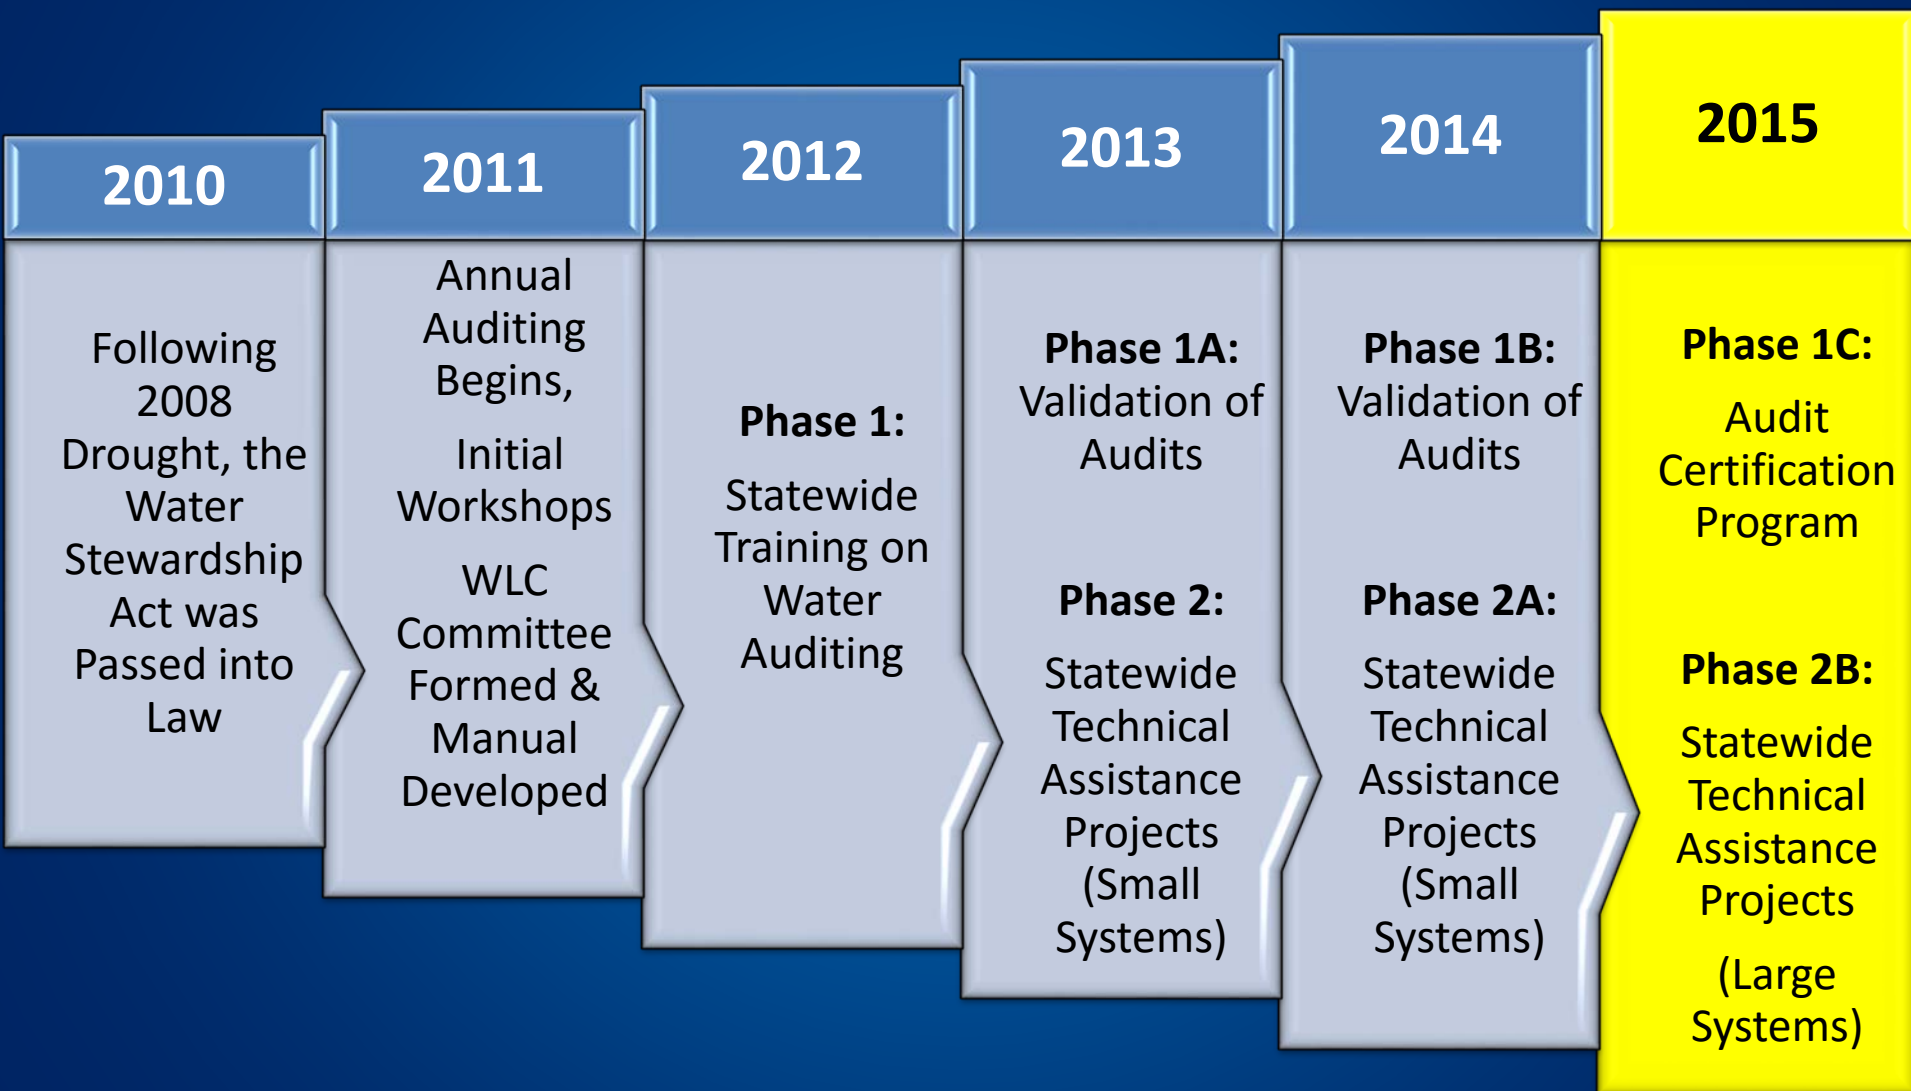 2010
Following
2008
Drought, the
Water
Stewardship
Act was
Passed into
Law
2011
Annual
Auditing
Begins,
Initial
Workshops
WLC
Committee
Formed &
Manual
Developed
2012
Phase 1:
Statewide
Training on
Water
Auditing
2013
Phase 1A:
Validation of
Audits
Phase 2:
Statewide
Technical
Assistance
Projects
(Small
Systems)
2014
Phase 1B:
Validation of
Audits
Phase 2A:
Statewide
Technical
Assistance
Projects
(Small
Systems)
2015
Phase 1C:
Audit
Certification
Program
Phase 2B:
Statewide
Technical
Assistance
Projects
(Large
Systems)